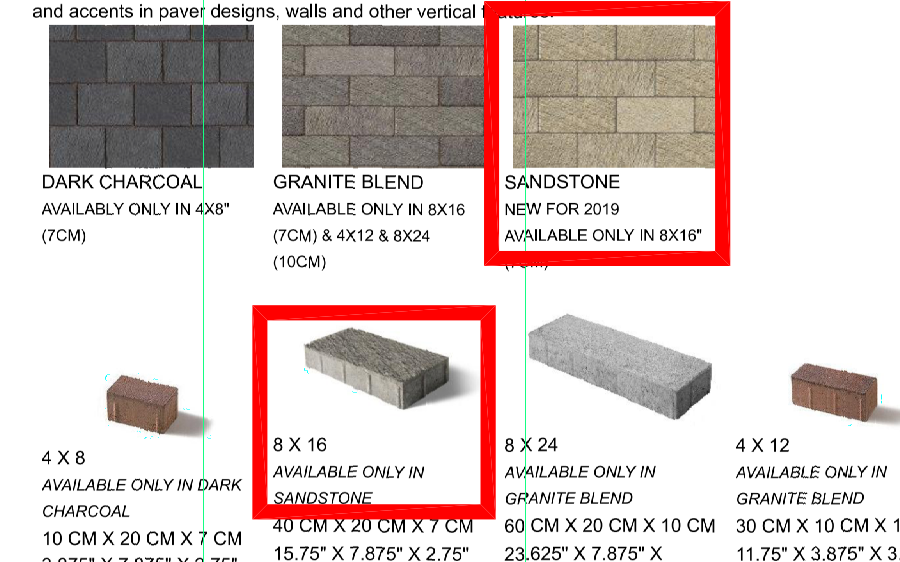 and accents in paver designs, walls and other vertical
DARK CHARCOAL
AVAILABLY ONLY IN 4X8"
(7CM)
GRANITE BLEND
AVAILABLE ONLY IN 8X16
(7CM) & 4X12 & 8X24
(10CM)
SANDSTONE
NEW FOR 2019
AVAILABLE ONLY IN 8X16"
4 X 8
AVAILABLE ONLY IN DARK
CHARCOAL
10 CM X 20 CM X 7 CM
8 X 16
AVAILABLE ONLY IN
SANDSTONE
40 CM X 20 CM X 7 CM
15.75" X 7.875" X 2.75"
8 X 24
AVAILABLE ONLY IN
GRANITE BLEND
60 CM X 20 CM X 10 CM
23.625" X 7.875" X
4 X 12
AVAILABLE ONLY IN
GRANITE BLEND
30 CM X 10 CM X
11.75" X 3.875" X